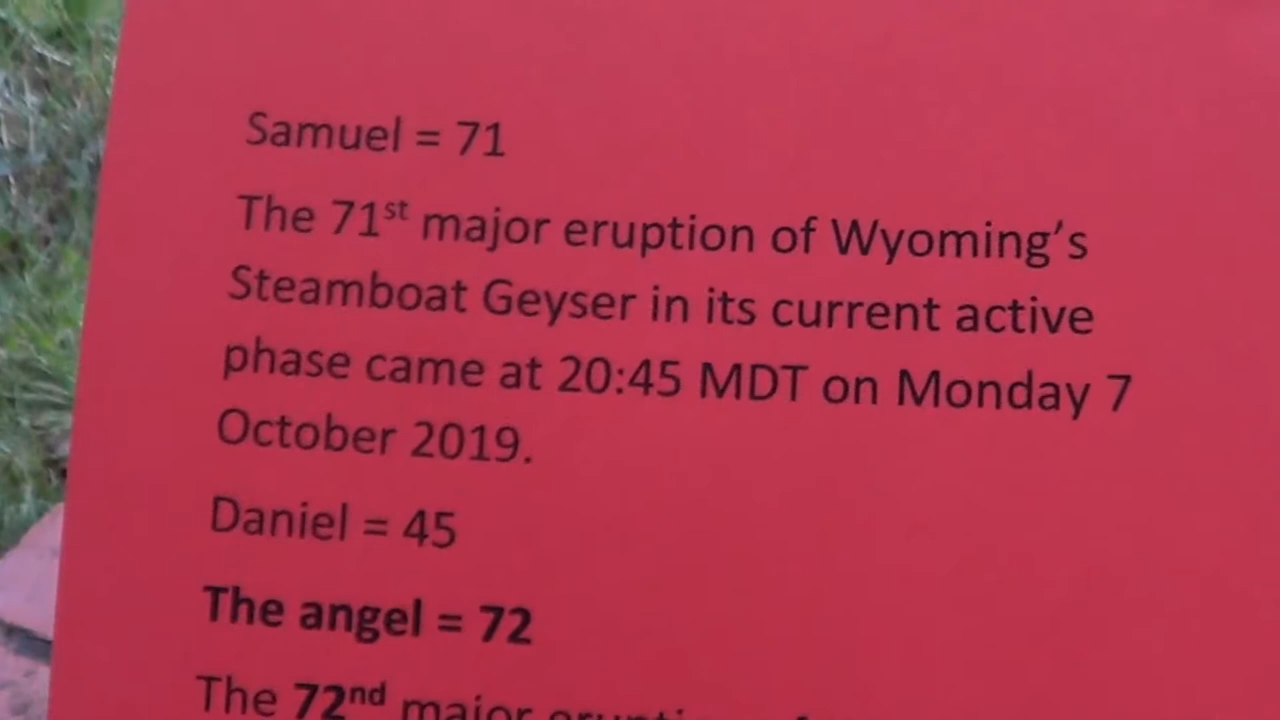 Samuel = 71
The 71st major eruption of Wyoming's
Steamboat Geyser in its current active
phase came at 20:45 MDT on Monday 7
October 2019.
Daniel = 45
The angel = 72
The 72nd major